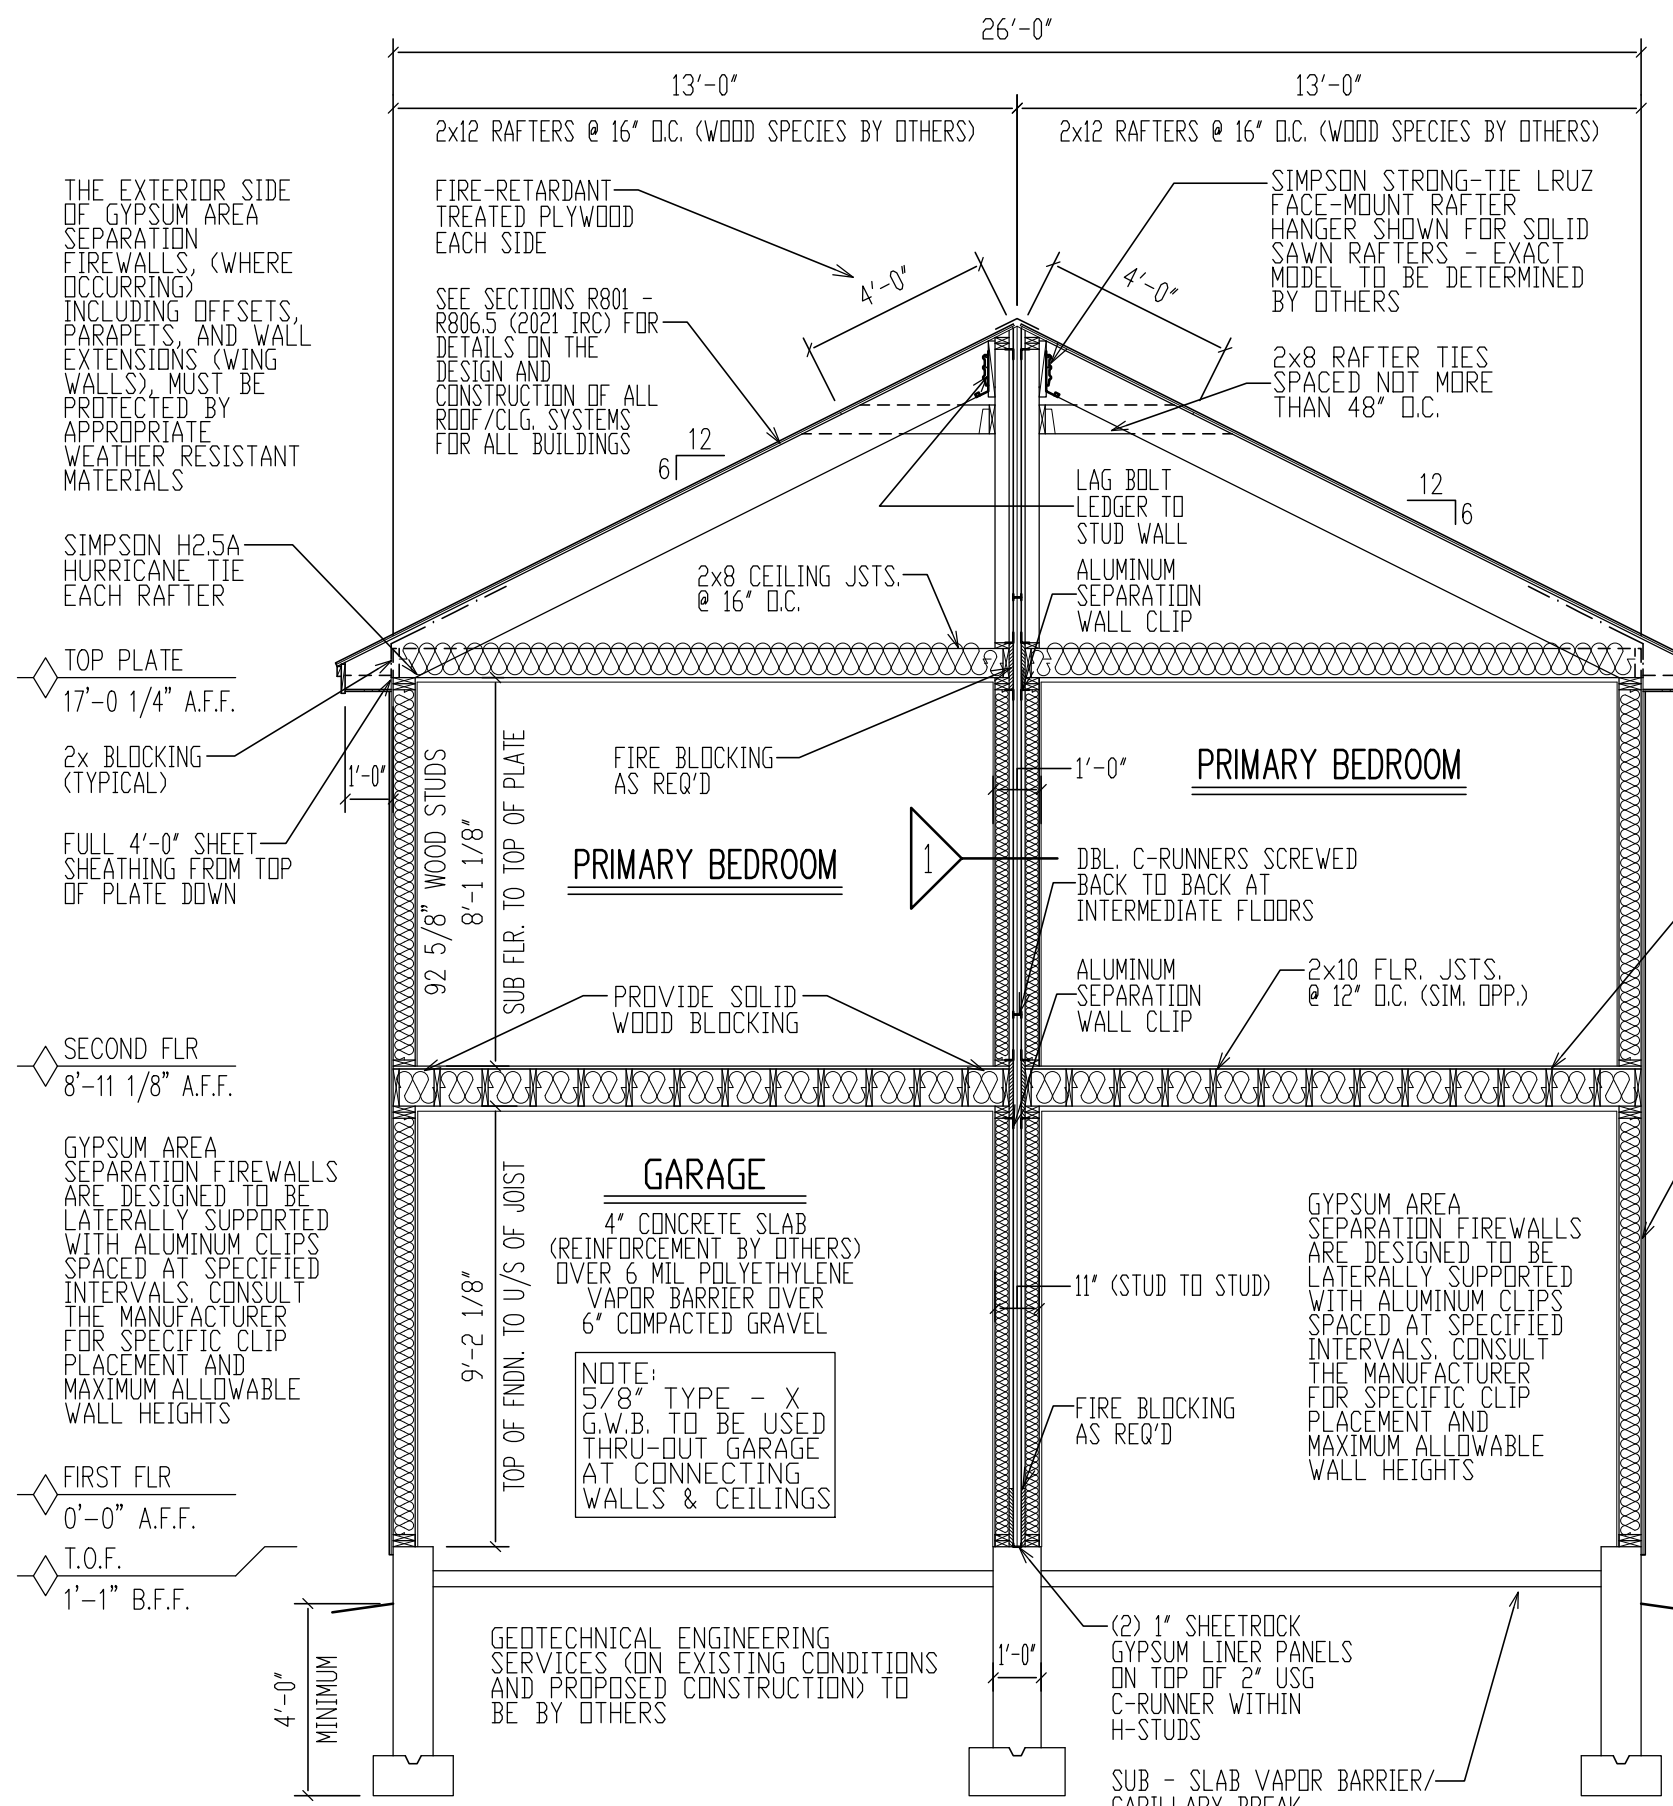 26'-0"
13'-0"
13'-0"
2x12 RAFTERS @ 16" O.C. (WOOD SPECIES BY OTHERS)
2x12 RAFTERS @ 16" O.C. (WOOD SPECIES BY OTHERS)
THE EXTERIOR SIDE
OF GYPSUM AREA
SEPARATION
FIREWALLS, (WHERE
OCCURRING)
INCLUDING OFFSETS,
PARAPETS, AND WALL
EXTENSIONS (WING
WALLS), MUST BE
PROTECTED BY
APPROPRIATE
WEATHER RESISTANT
MATERIALS
FIRE-RETARDANT
TREATED PLYWOOD
EACH SIDE
SEE SECTIONS R801 -
R806.5 (2021 IRC) FOR
DETAILS ON THE
DESIGN AND
CONSTRUCTION OF ALL
ROOF/CLG. SYSTEMS
FOR ALL BUILDINGS
4'-0"
4'-0"
SIMPSON STRONG-TIE LRUZ
FACE-MOUNT RAFTER
HANGER SHOWN FOR SOLID
SAWN RAFTERS - EXACT
MODEL TO BE DETERMINED
BY OTHERS
2x8 RAFTER TIES
SPACED NOT MORE
THAN 48" O.C.
12
6
12
6
LAG BOLT
LEDGER TO
STUD WALL
SIMPSON H2.5A
HURRICANE TIE
EACH RAFTER
2x8 CEILING JSTS.
@ 16" O.C.
ALUMINUM
SEPARATION
WALL CLIP
TOP PLATE
17'-0 1/4" A.F.F.
2x BLOCKING
(TYPICAL)
1'-0"
FULL 4'-0" SHEET
SHEATHING FROM TOP
OF PLATE DOWN
92 5/8" WOOD STUDS
8'-1 1/8"
SUB FLR. TO TOP OF PLATE
FIRE BLOCKING
AS REQ'D
1'-0"
PRIMARY BEDROOM
PRIMARY BEDROOM
1
DBL. C-RUNNERS SCREWED
BACK TO BACK AT
INTERMEDIATE FLOORS
PROVIDE SOLID
WOOD BLOCKING
ALUMINUM
SEPARATION
WALL CLIP
2x10 FLR. JSTS.
@ 12" O.C. (SIM. OPP.)
SECOND FLR
8'-11 1/8" A.F.F.
GYPSUM AREA
SEPARATION FIREWALLS
ARE DESIGNED TO BE
LATERALLY SUPPORTED
WITH ALUMINUM CLIPS
SPACED AT SPECIFIED
INTERVALS. CONSULT
THE MANUFACTURER
FOR SPECIFIC CLIP
PLACEMENT AND
MAXIMUM ALLOWABLE
WALL HEIGHTS
9'-2 1/8"
TOP OF FNDN. TO U/S OF JOIST
GARAGE
4" CONCRETE SLAB
(REINFORCEMENT BY OTHERS)
OVER 6 MIL POLYETHYLENE
VAPOR BARRIER OVER
6" COMPACTED GRAVEL
NOTE:
5/8" TYPE - X
G.W.B. TO BE USED
THRU-OUT GARAGE
AT CONNECTING
WALLS & CEILINGS
11" (STUD TO STUD)
FIRE BLOCKING
AS REQ'D
GYPSUM AREA
SEPARATION FIREWALLS
ARE DESIGNED TO BE
LATERALLY SUPPORTED
WITH ALUMINUM CLIPS
SPACED AT SPECIFIED
INTERVALS. CONSULT
THE MANUFACTURER
FOR SPECIFIC CLIP
PLACEMENT AND
MAXIMUM ALLOWABLE
WALL HEIGHTS
FIRST FLR
0'-0" A.F.F.
T.O.F.
1'-1" B.F.F.
4'-0"
MINIMUM
GEOTECHNICAL ENGINEERING
SERVICES (ON EXISTING CONDITIONS
AND PROPOSED CONSTRUCTION) TO
BE BY OTHERS
1'-0"
(2) 1" SHEETROCK
GYPSUM LINER PANELS
ON TOP OF 2" USG
C-RUNNER WITHIN
H-STUDS
SUB - SLAB VAPOR BARRIER/
CAPILLARY BREAK